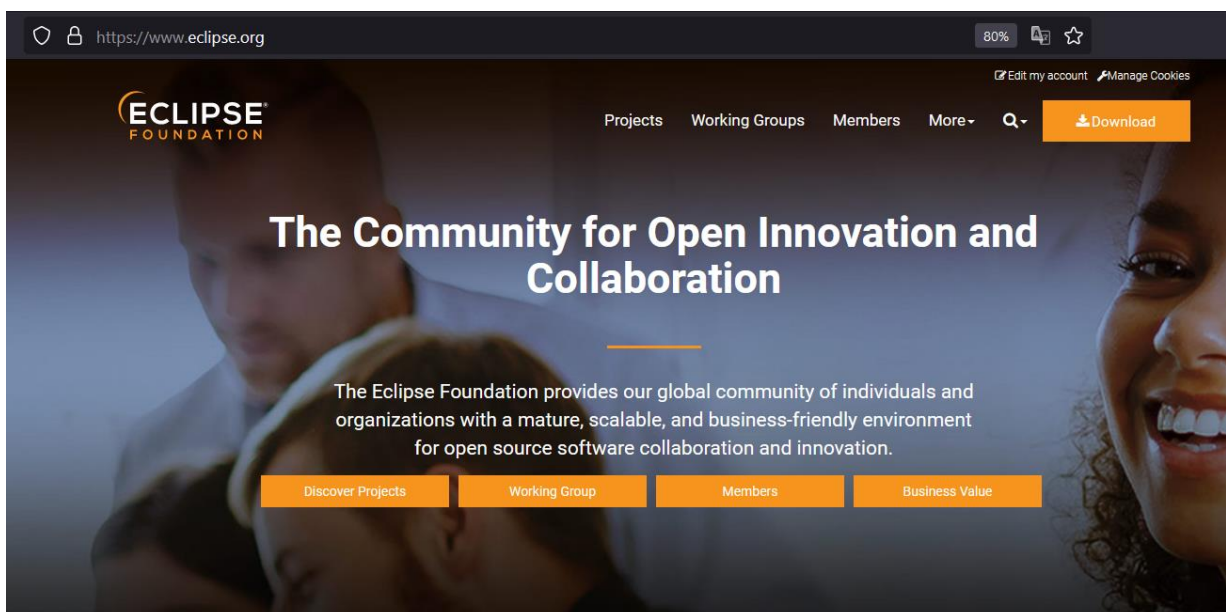 https://www.eclipse.org
80%
Edit my account Manage Cookies
ECLIPSE®
FOUNDATION
Projects Working Groups Members More Download
The Community for Open Innovation and
Collaboration
The Eclipse Foundation provides our global community of individuals and
organizations with a mature, scalable, and business-friendly environment
for open source software collaboration and innovation.
Discover Projects Working Group Members Business Value